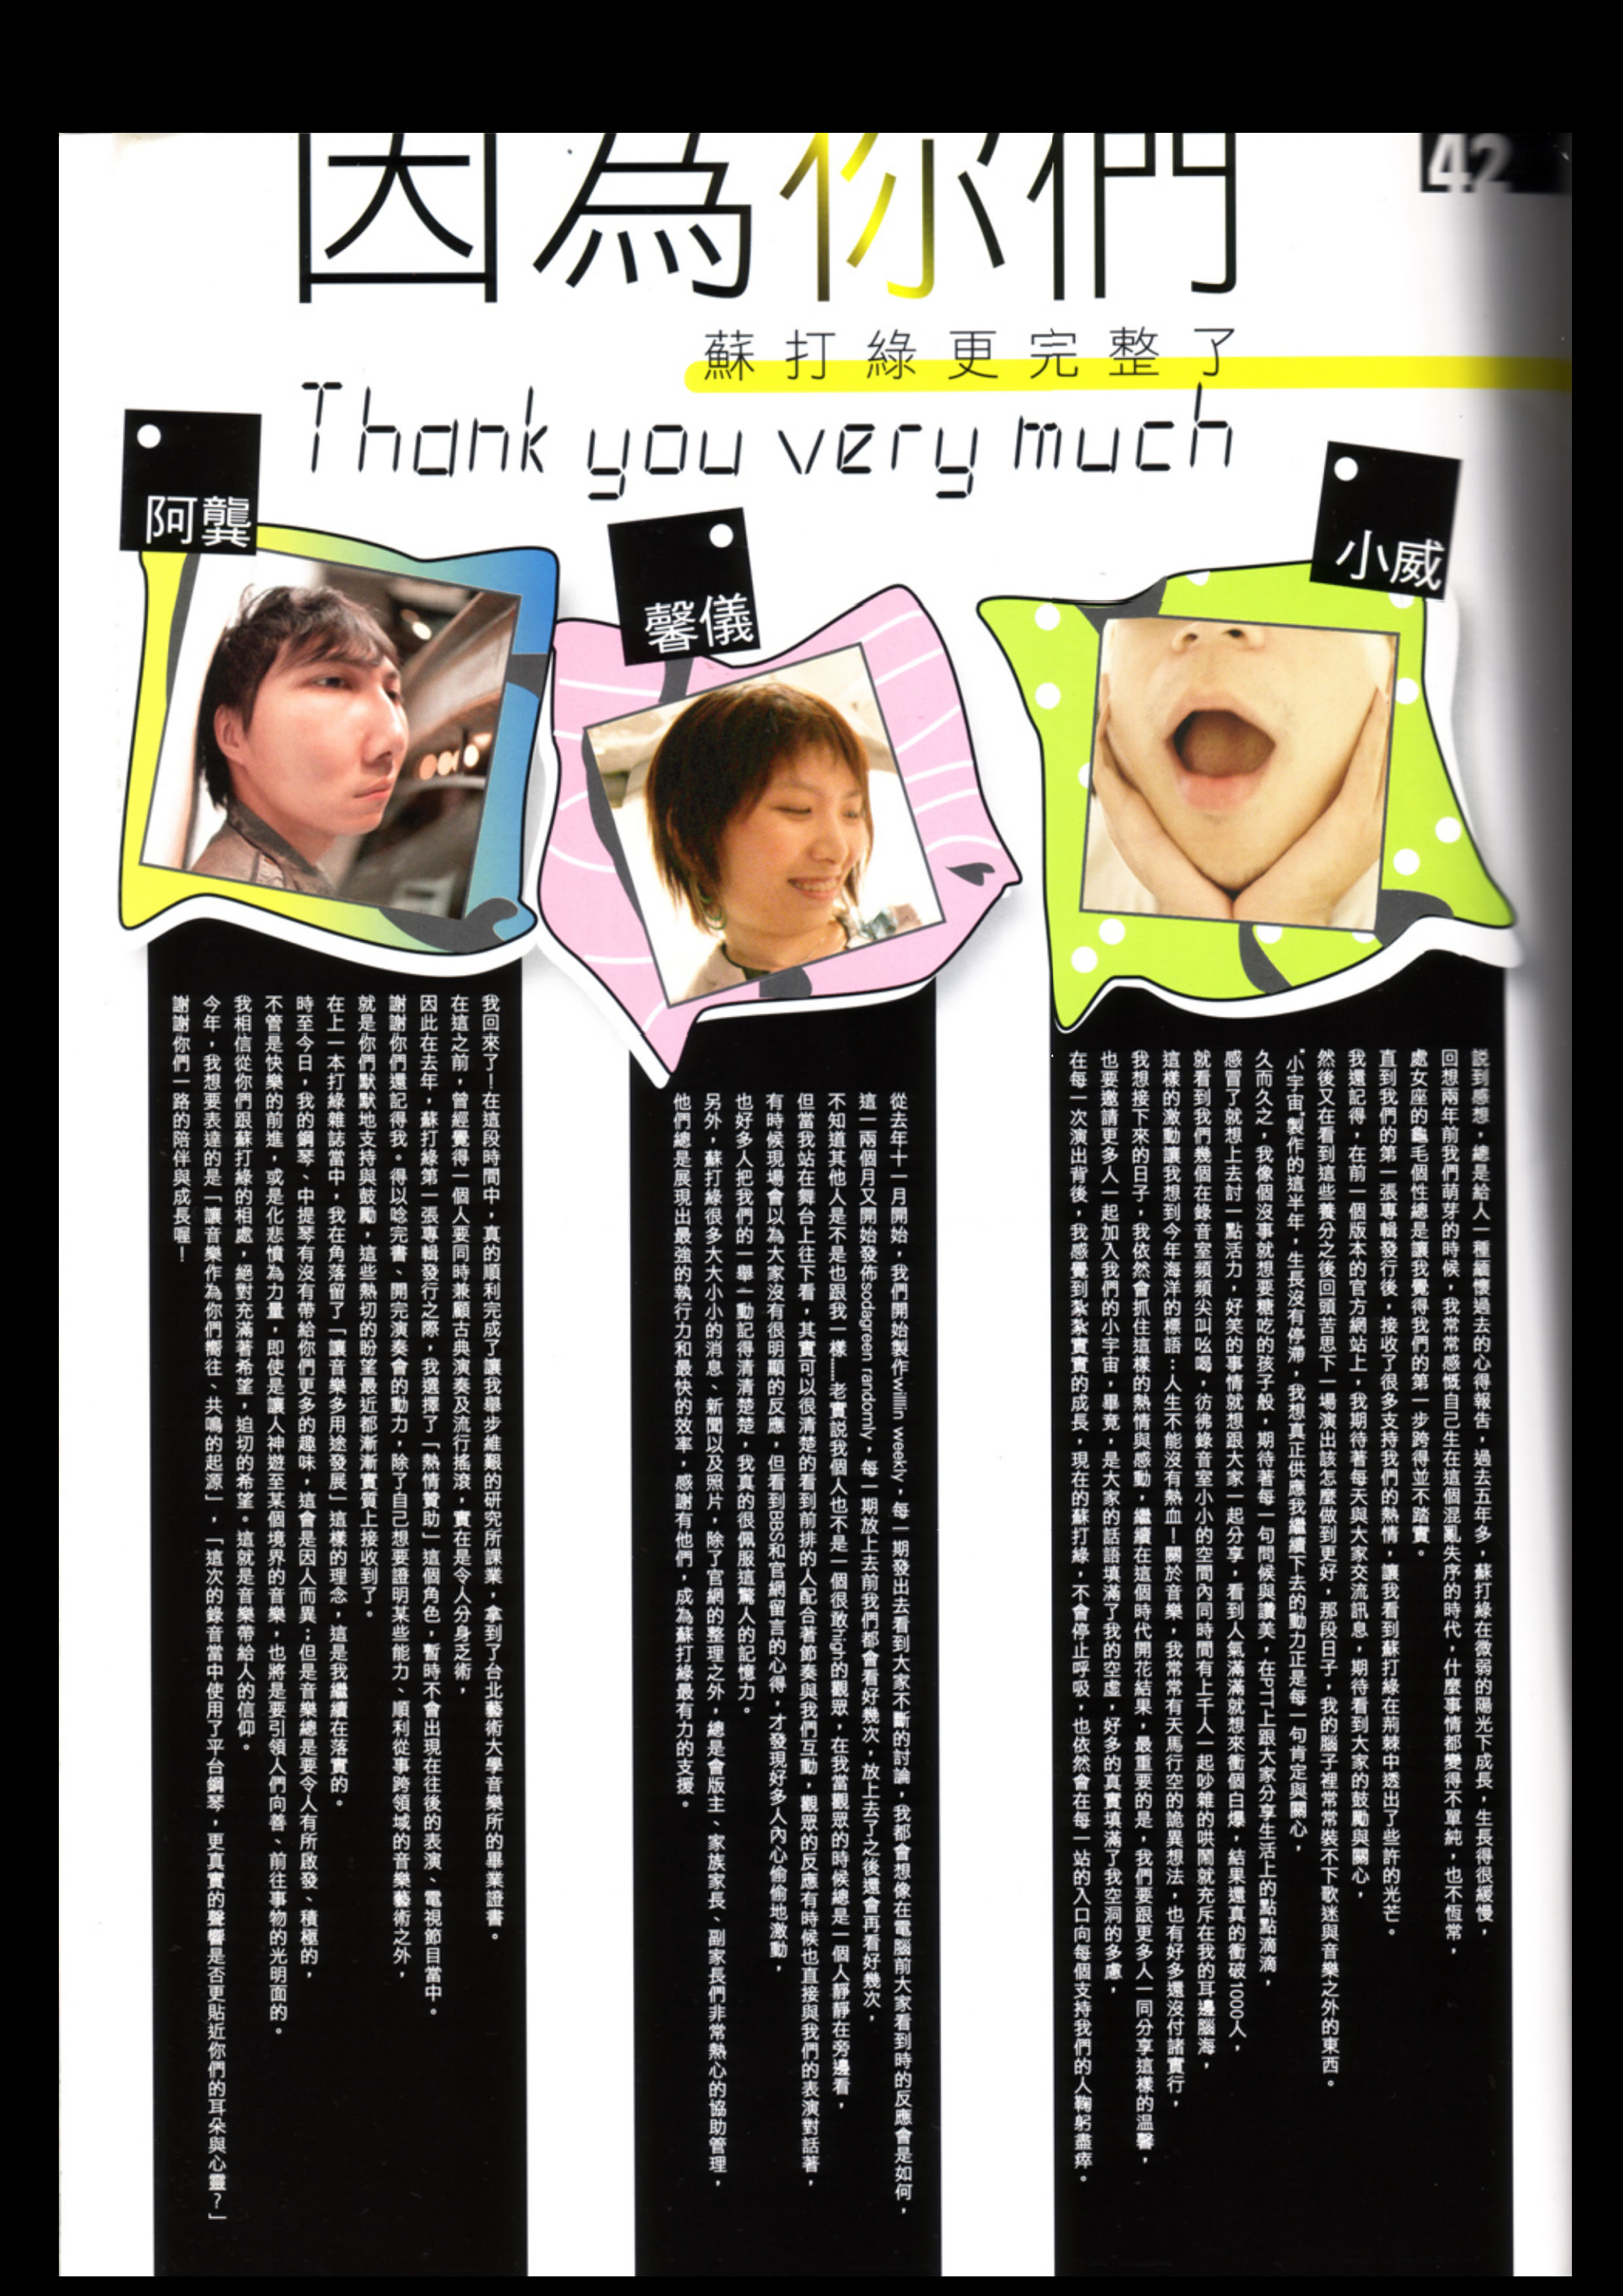 42
因為你們
蘇打綠更完整了
Thank you very much
小威
說到感想，總是給人一種緬懷過去的心得報告，過去五年多，蘇打綠在微弱的陽光下成長，生長得很緩慢，
回想兩年前我們萌芽的時候，我常常感慨自己生在這個混亂失序的時代，什麼事情都變得不單純，也不恆常，
處女座的龜毛個性總是讓我覺得我們的第一步跨得並不踏實。
直到我們的第一張專輯發行後，接收了很多支持我們的熱情，讓我看到蘇打綠在荊棘中透出了些許的光芒。
我還記得，在前一個版本的官方網站上，我期待著每天與大家交流訊息，期待看到大家的鼓勵與關心，
然後又在看到這些養分之後回頭苦思下一場演出該怎麼做到更好，那段日子，我的腦子裡常常裝不下歌迷與音樂之外的東西。
"小宇宙"製作的這半年，生長沒有停滯，我想真正供應我繼續下去的動力正是每一句肯定與關心，
久而久之，我像個沒事就想要糖吃的孩子般，期待著每一句問候與讚美，在PTT上跟大家分享生活上的點點滴滴，
感冒了就想上去討一點活力，好笑的事情就想跟大家一起分享，看到人氣滿滿就想來衝個白爆，結果還真的衝破1000人，
就看到我們幾個在錄音室頻頻尖叫吆喝，彷彿錄音室小小的空間內同時間有上千人一起吵雜的哄鬧就充斥在我的耳邊腦海，
這樣的激動讓我想到今年海洋的標語：人生不能沒有熱血！關於音樂，我常常有天馬行空的詭異想法，也有好多還沒付諸實行，
我想接下來的日子，我依然會抓住這樣的熱情與感動，繼續在這個時代開花結果，最重要的是，我們要跟更多人一同分享這樣的溫馨，
也要邀請更多人一起加入我們的小宇宙，畢竟，是大家的話語填滿了我的空虛，好多的真實填滿了我空洞的多慮，
在每一次演出背後，我感覺到紮紮實實的成長，現在的蘇打綠，不會停止呼吸，也依然會在每一站的入口向每個支持我們的人鞠躬盡瘁。
馨儀
從去年十一月開始，我們開始製作willin weekly，每一期發出去看到大家不斷的討論，我都會想像在電腦前大家看到時的反應會是如何，
這一兩個月又開始發佈sodagreen randomly，每一期放上去前我們都會看好幾次，放上去了之後還會再看好幾次，
不知道其他人是不是也跟我一樣……老實說我個人也不是一個很敢high的觀眾，在我當觀眾的時候總是一個人靜靜在旁邊看，
但當我站在舞台上往下看，其實可以很清楚的看到前排的人配合著節奏與我們互動，觀眾的反應有時候也直接與我們的表演對話著，
有時候現場會以為大家沒有很明顯的反應，但看到BBS和官網留言的心得，才發現好多人內心偷偷地激動，
也好多人把我們的一舉一動記得清清楚楚，我真的很佩服這驚人的記憶力。
另外，蘇打綠很多大大小小的消息、新聞以及照片，除了官網的整理之外，總是會版主、家族家長、副家長們非常熱心的協助管理，
他們總是展現出最強的執行力和最快的效率，感謝有他們，成為蘇打綠最有力的支援。
阿龔
我回來了！在這段時間中，真的順利完成了讓我舉步維艱的研究所課業，拿到了台北藝術大學音樂所的畢業證書。
在這之前，曾經覺得一個人要同時兼顧古典演奏及流行搖滾，實在是令人分身乏術，
因此在去年，蘇打綠第一張專輯發行之際，我選擇了「熱情贊助」這個角色，暫時不會出現在往後的表演、電視節目當中。
謝謝你們還記得我。得以唸完書、開完演奏會的動力，除了自己想要證明某些能力、順利從事跨領域的音樂藝術之外，
就是你們默默地支持與鼓勵，這些熱切的盼望最近都漸漸實質上接收到了。
在上一本打綠雜誌當中，我在角落留了「讓音樂多用途發展」這樣的理念，這是我繼續在落實的。
時至今日，我的鋼琴、中提琴有沒有帶給你們更多的趣味，這會是因人而異；但是音樂總是要令人有所啟發、積極的，
不管是快樂的前進，或是化悲憤為力量，即使是讓人神遊至某個境界的音樂，也將是要引領人們向善、前往事物的光明面的。
我相信從你們跟蘇打綠的相處，絕對充滿著希望，迫切的希望。這就是音樂帶給人的信仰。
今年，我想要表達的是「讓音樂作為你們嚮往、共鳴的起源」，「這次的錄音當中使用了平台鋼琴，更真實的聲響是否更貼近你們的耳朵與心靈？」
謝謝你們一路的陪伴與成長喔！